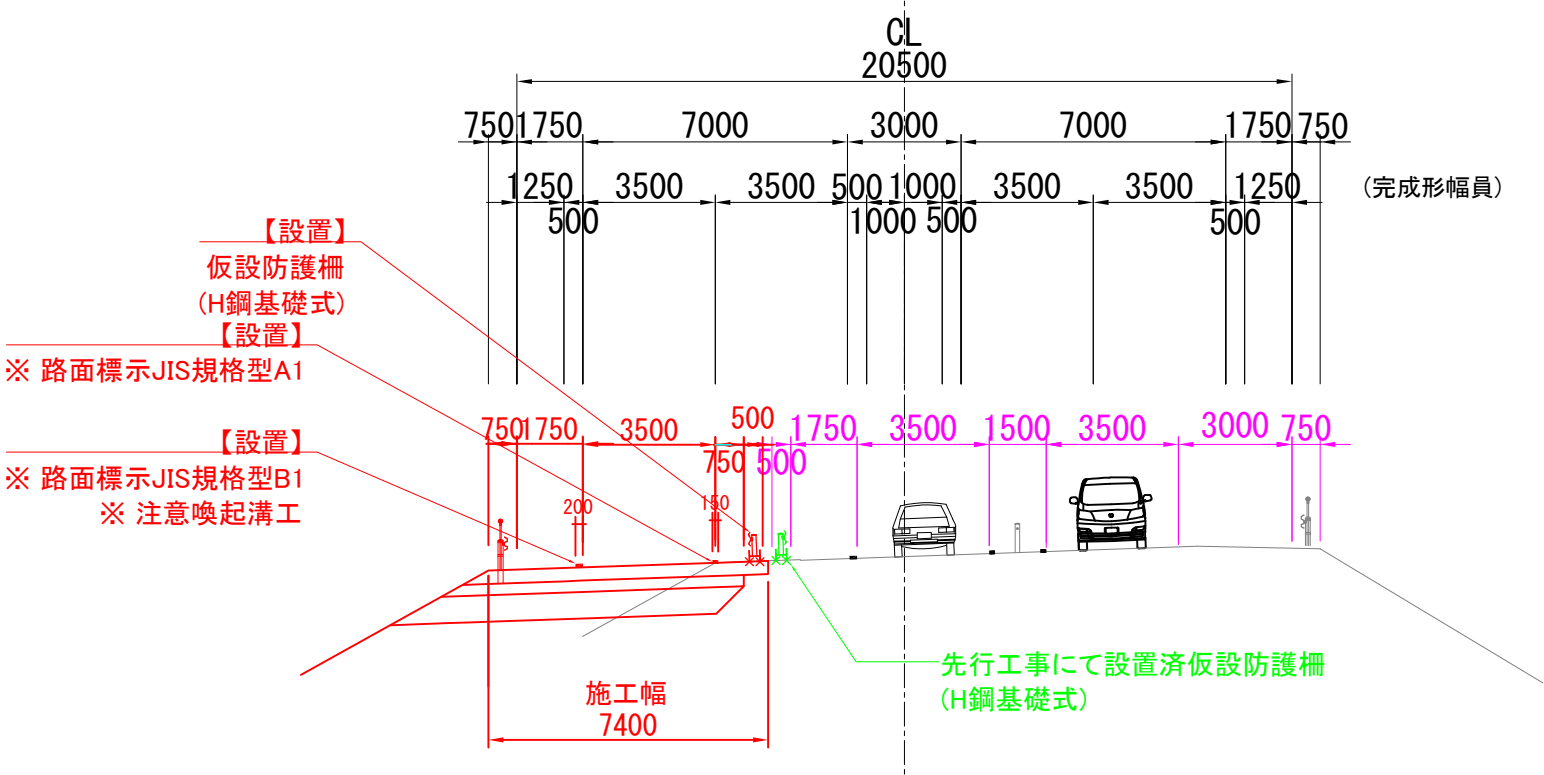 CL
20500
750 1750 7000 3000 7000 1750 750
1250 3500 3500 500 1000 3500 3500 1250
(完成形幅員)
500 1000 500 500
【設置】
仮設防護柵
(H鋼基礎式)
【設置】
※ 路面標示JIS規格型A1
750 1750 3500 500 1750 3500 1500 3500 3000 750
750 500
【設置】
※ 路面標示JIS規格型B1
※ 注意喚起溝工
200 150
先行工事にて設置済仮設防護柵
(H鋼基礎式)
施工幅
7400